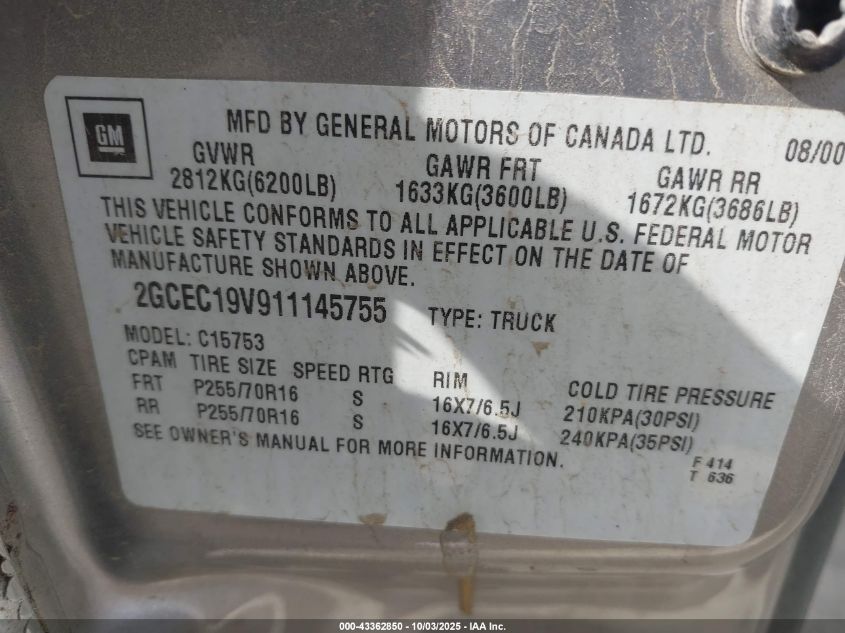 GM
MFD BY GENERAL MOTORS OF CANADA LTD. 08/00
GVWR GAWR FRT GAWR RR
2812KG(6200LB) 1633KG(3600LB) 1672KG(3686LB)
THIS VEHICLE CONFORMS TO ALL APPLICABLE U.S. FEDERAL MOTOR
VEHICLE SAFETY STANDARDS IN EFFECT ON THE DATE OF
MANUFACTURE SHOWN ABOVE.
2GCEC19V911145755 TYPE: TRUCK
MODEL: C15753
CPAM TIRE SIZE SPEED RTG RIM COLD TIRE PRESSURE
FRT P255/70R16 S 16X7/6.5J 210KPA(30PSI)
RR P255/70R16 S 16X7/6.5J 240KPA(35PSI)
SEE OWNER'S MANUAL FOR MORE INFORMATION.
F 414
T 636
000-43362850 - 10/03/2025 - IAA Inc.